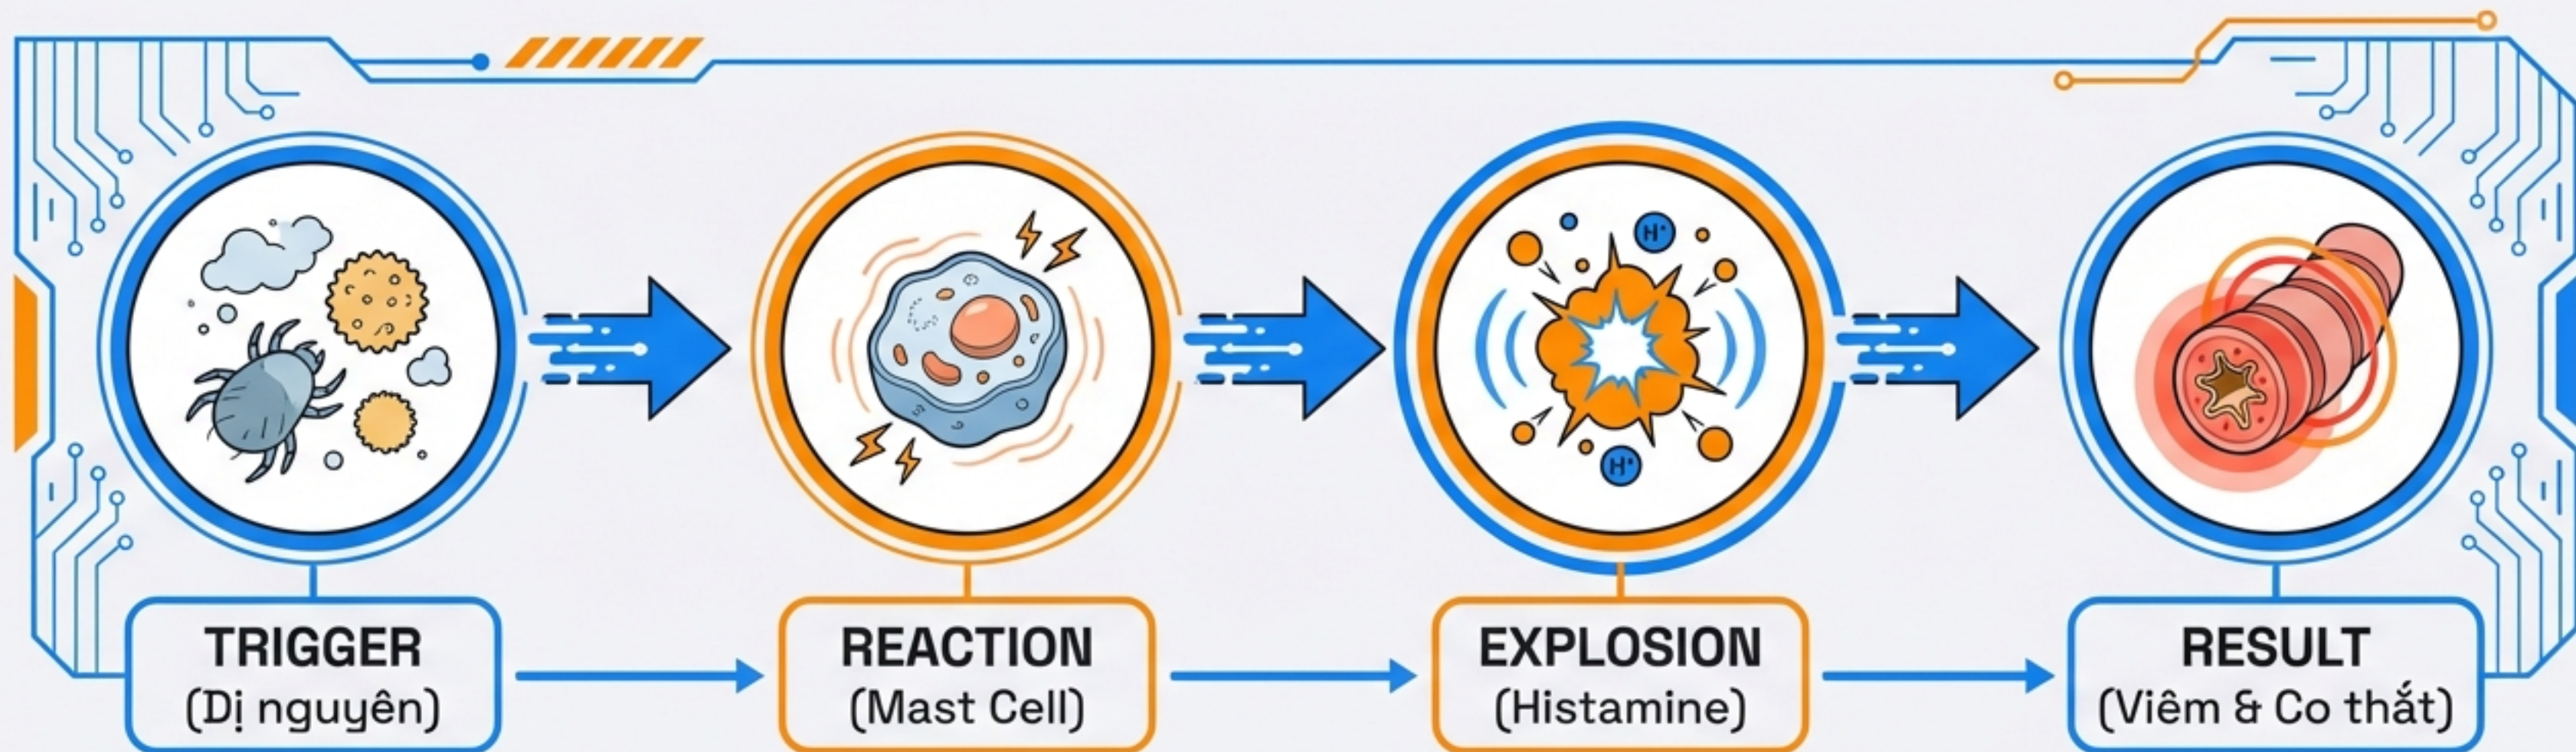 H+
H+
TRIGGER
(Dị nguyên)
REACTION
(Mast Cell)
EXPLOSION
(Histamine)
RESULT
(Viêm & Co thắt)